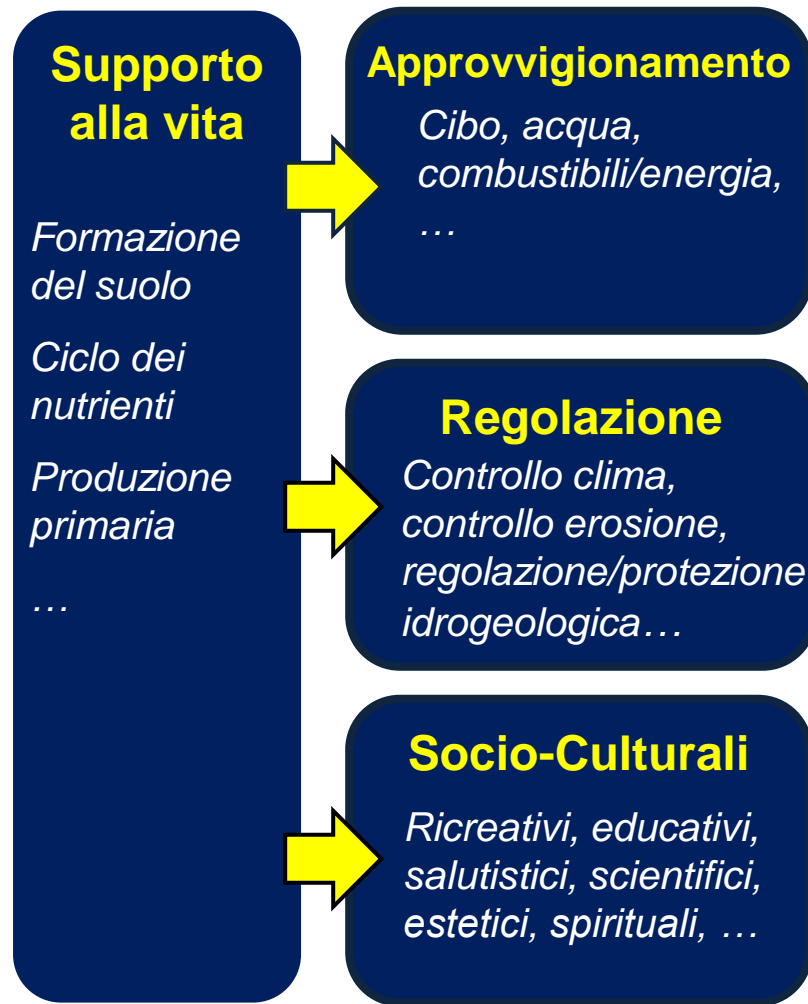 Supporto
alla vita
Formazione
del suolo
Ciclo dei
nutrienti
Produzione
primaria
…
Approvvigionamento
Cibo, acqua,
combustibili/energia,
…
Regolazione
Controllo clima,
controllo erosione,
regolazione/protezione
idrogeologica…
Socio-Culturali
Ricreativi, educativi,
salutistici, scientifici,
estetici, spirituali, …